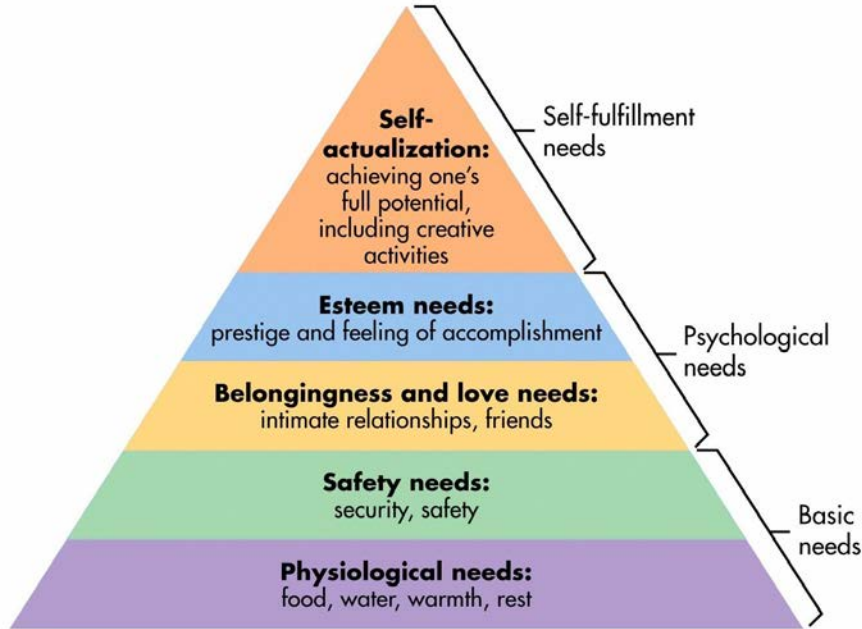 Self-
actualization:
achieving one's
full potential,
including creative
activities
Self-fulfillment
needs
Esteem needs:
prestige and feeling of accomplishment
Psychological
needs
Belongingness and love needs:
intimate relationships, friends
Safety needs:
security, safety
Basic
needs
Physiological needs:
food, water, warmth, rest